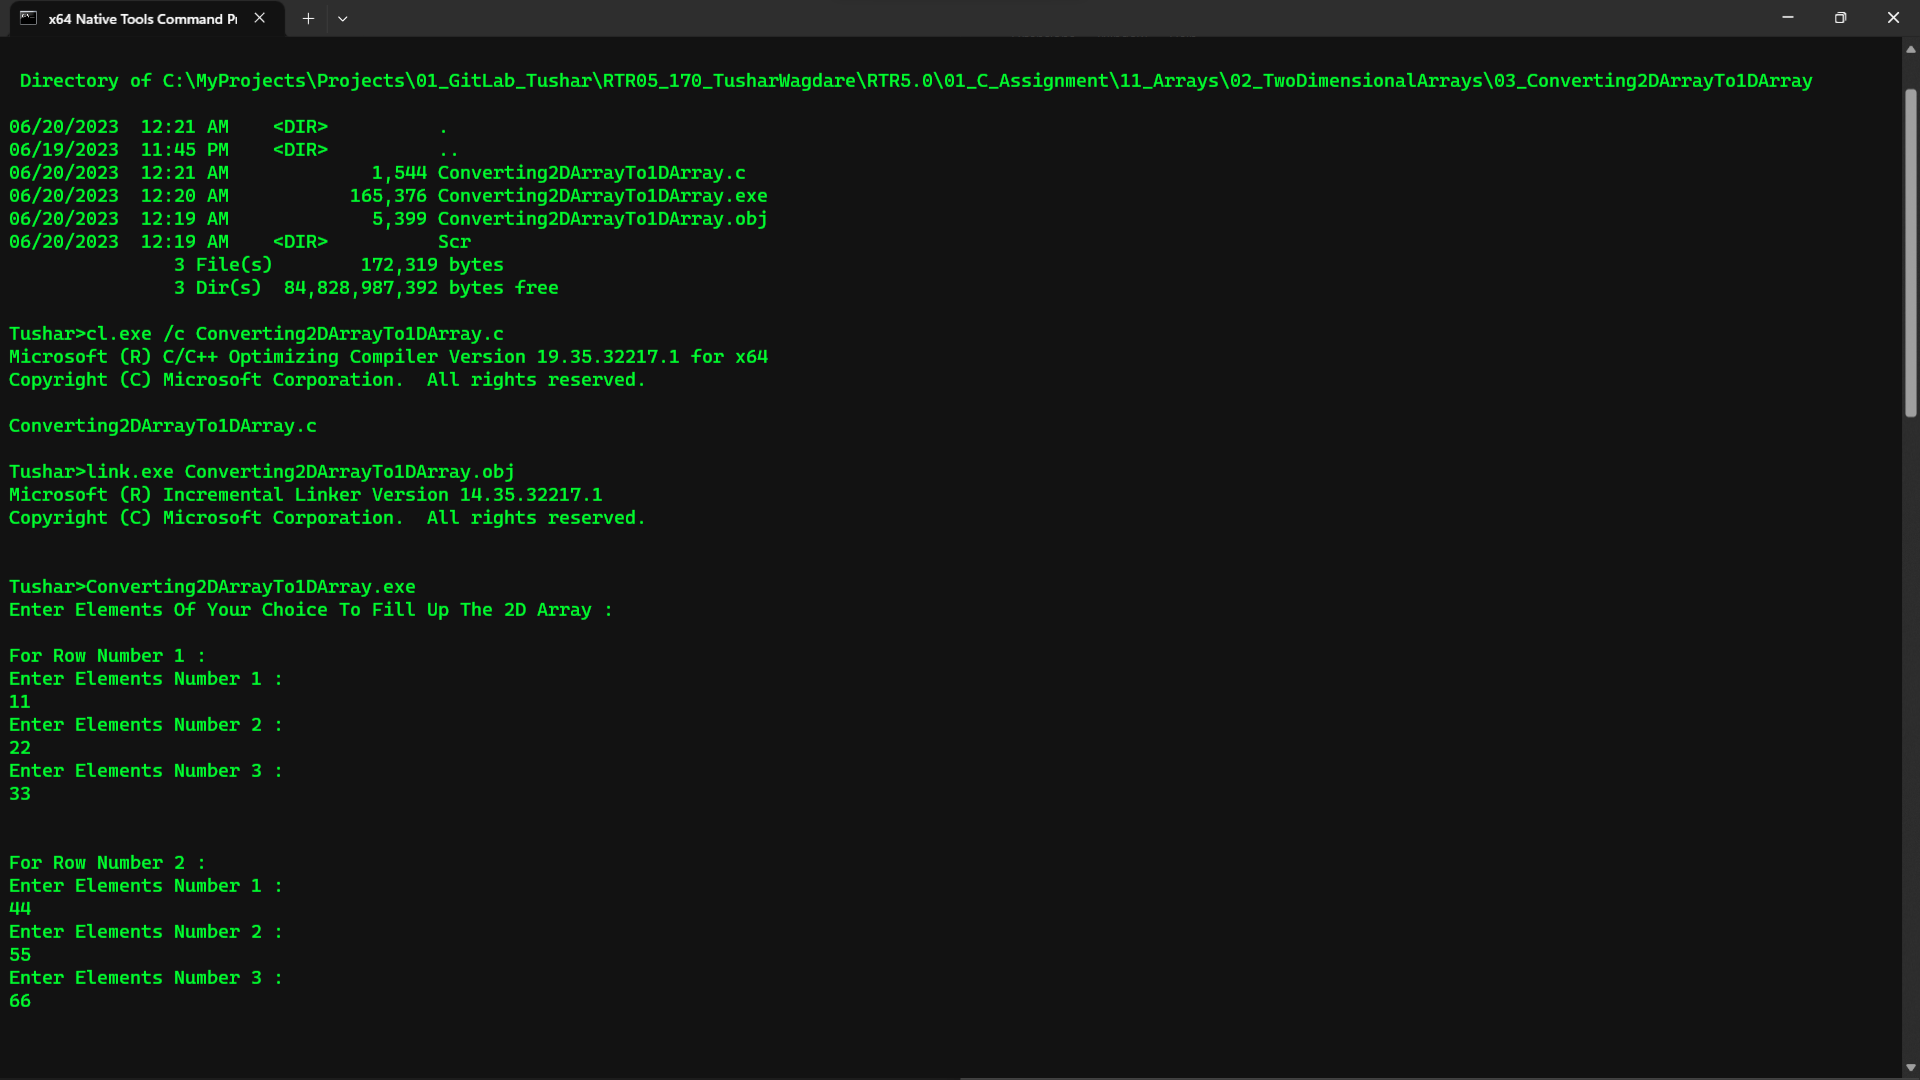 x64 Native Tools Command P
Directory of C:\MyProjects\Projects\01_GitLab_Tushar\RTR05_170_TusharWagdare\RTR5.0\01_C_Assignment\11_Arrays\02_TwoDimensionalArrays\03_Converting2DArrayTo1DArray
06/20/2023  12:21 AM    <DIR>          .
06/19/2023  11:45 PM    <DIR>          ..
06/20/2023  12:21 AM             1,544 Converting2DArrayTo1DArray.c
06/20/2023  12:20 AM           165,376 Converting2DArrayTo1DArray.exe
06/20/2023  12:19 AM             5,399 Converting2DArrayTo1DArray.obj
06/20/2023  12:19 AM    <DIR>          Scr
               3 File(s)        172,319 bytes
               3 Dir(s)  84,828,987,392 bytes free
Tushar>cl.exe /c Converting2DArrayTo1DArray.c
Microsoft (R) C/C++ Optimizing Compiler Version 19.35.32217.1 for x64
Copyright (C) Microsoft Corporation.  All rights reserved.
Converting2DArrayTo1DArray.c
Tushar>link.exe Converting2DArrayTo1DArray.obj
Microsoft (R) Incremental Linker Version 14.35.32217.1
Copyright (C) Microsoft Corporation.  All rights reserved.
Tushar>Converting2DArrayTo1DArray.exe
Enter Elements Of Your Choice To Fill Up The 2D Array :
For Row Number 1 :
Enter Elements Number 1 :
11
Enter Elements Number 2 :
22
Enter Elements Number 3 :
33
For Row Number 2 :
Enter Elements Number 1 :
44
Enter Elements Number 2 :
55
Enter Elements Number 3 :
66